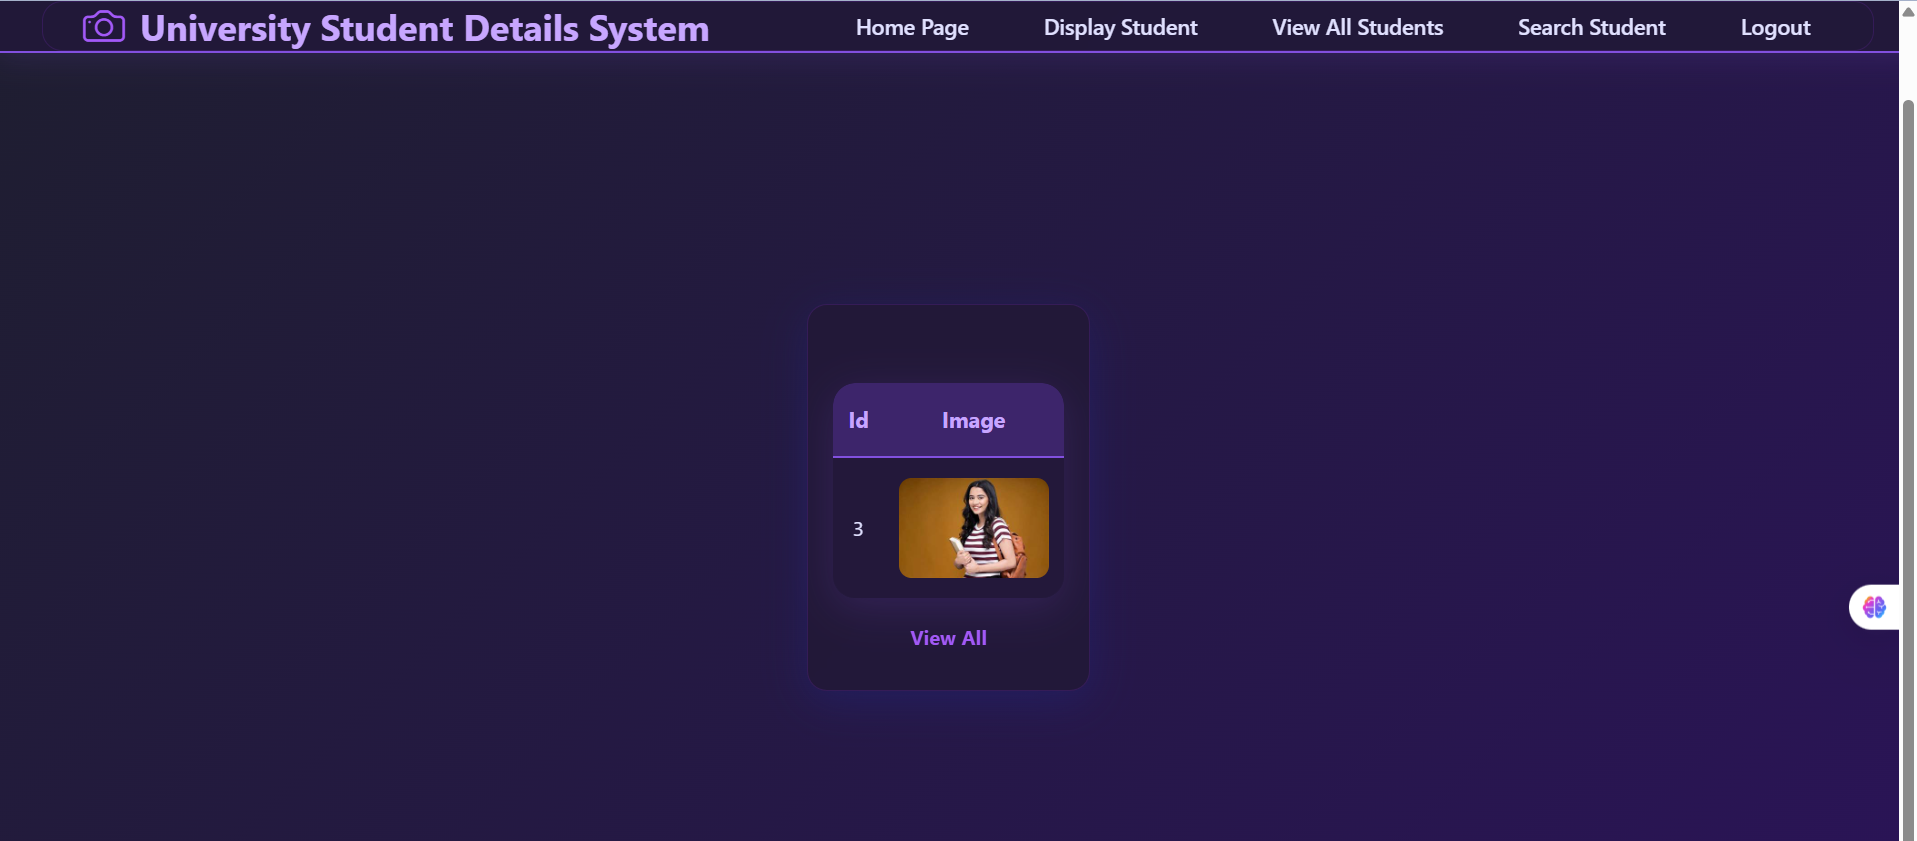 University Student Details System
Home Page
Display Student
View All Students
Search Student
Logout
Id
Image
3
View All